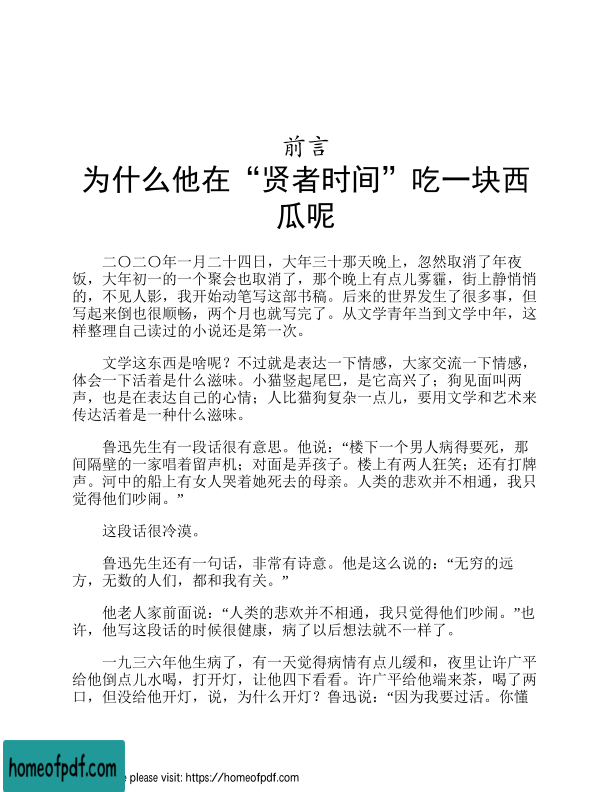 前言
为什么他在“贤者时间”吃一块西
瓜呢
二〇二〇年一月二十四日，大年三十那天晚上，忽然取消了年夜
饭，大年初一的一个聚会也取消了，那个晚上有点儿雾霾，街上静悄悄
的，不见人影，我开始动笔写这部书稿。后来的世界发生了很多事，但
写起来倒也很顺畅，两个月也就写完了。从文学青年当到文学中年，这
样整理自己读过的小说还是第一次。
文学这东西是啥呢？不过就是表达一下情感，大家交流一下情感，
体会一下活着是什么滋味。小猫竖起尾巴，是它高兴了；狗见面叫两
声，也是在表达自己的心情；人比猫狗复杂一点儿，要用文学和艺术来
传达活着是一种什么滋味。
鲁迅先生有一段话很有意思。他说：“楼下一个男人病得要死，那
间隔壁的一家唱着留声机；对面是弄孩子。楼上有两人狂笑；还有打牌
声。河中的船上有女人哭着她死去的母亲。人类的悲欢并不相通，我只
觉得他们吵闹。”
这段话很冷漠。
鲁迅先生还有一句话，非常有诗意。他是这么说的：“无穷的远
方，无数的人们，都和我有关。”
他老人家前面说：“人类的悲欢并不相通，我只觉得他们吵闹。”也
许，他写这段话的时候很健康，病了以后想法就不一样了。
一九三六年他生病了，有一天觉得病情有点儿缓和，夜里让许广平
给他倒点儿水喝，打开灯，让他四下看看。许广平给他端来茶，喝了两
口，但没给他开灯，说，为什么开灯？鲁迅说：“因为我要过活。你懂
homeofpdf.com
e please visit: https://homeofpdf.com